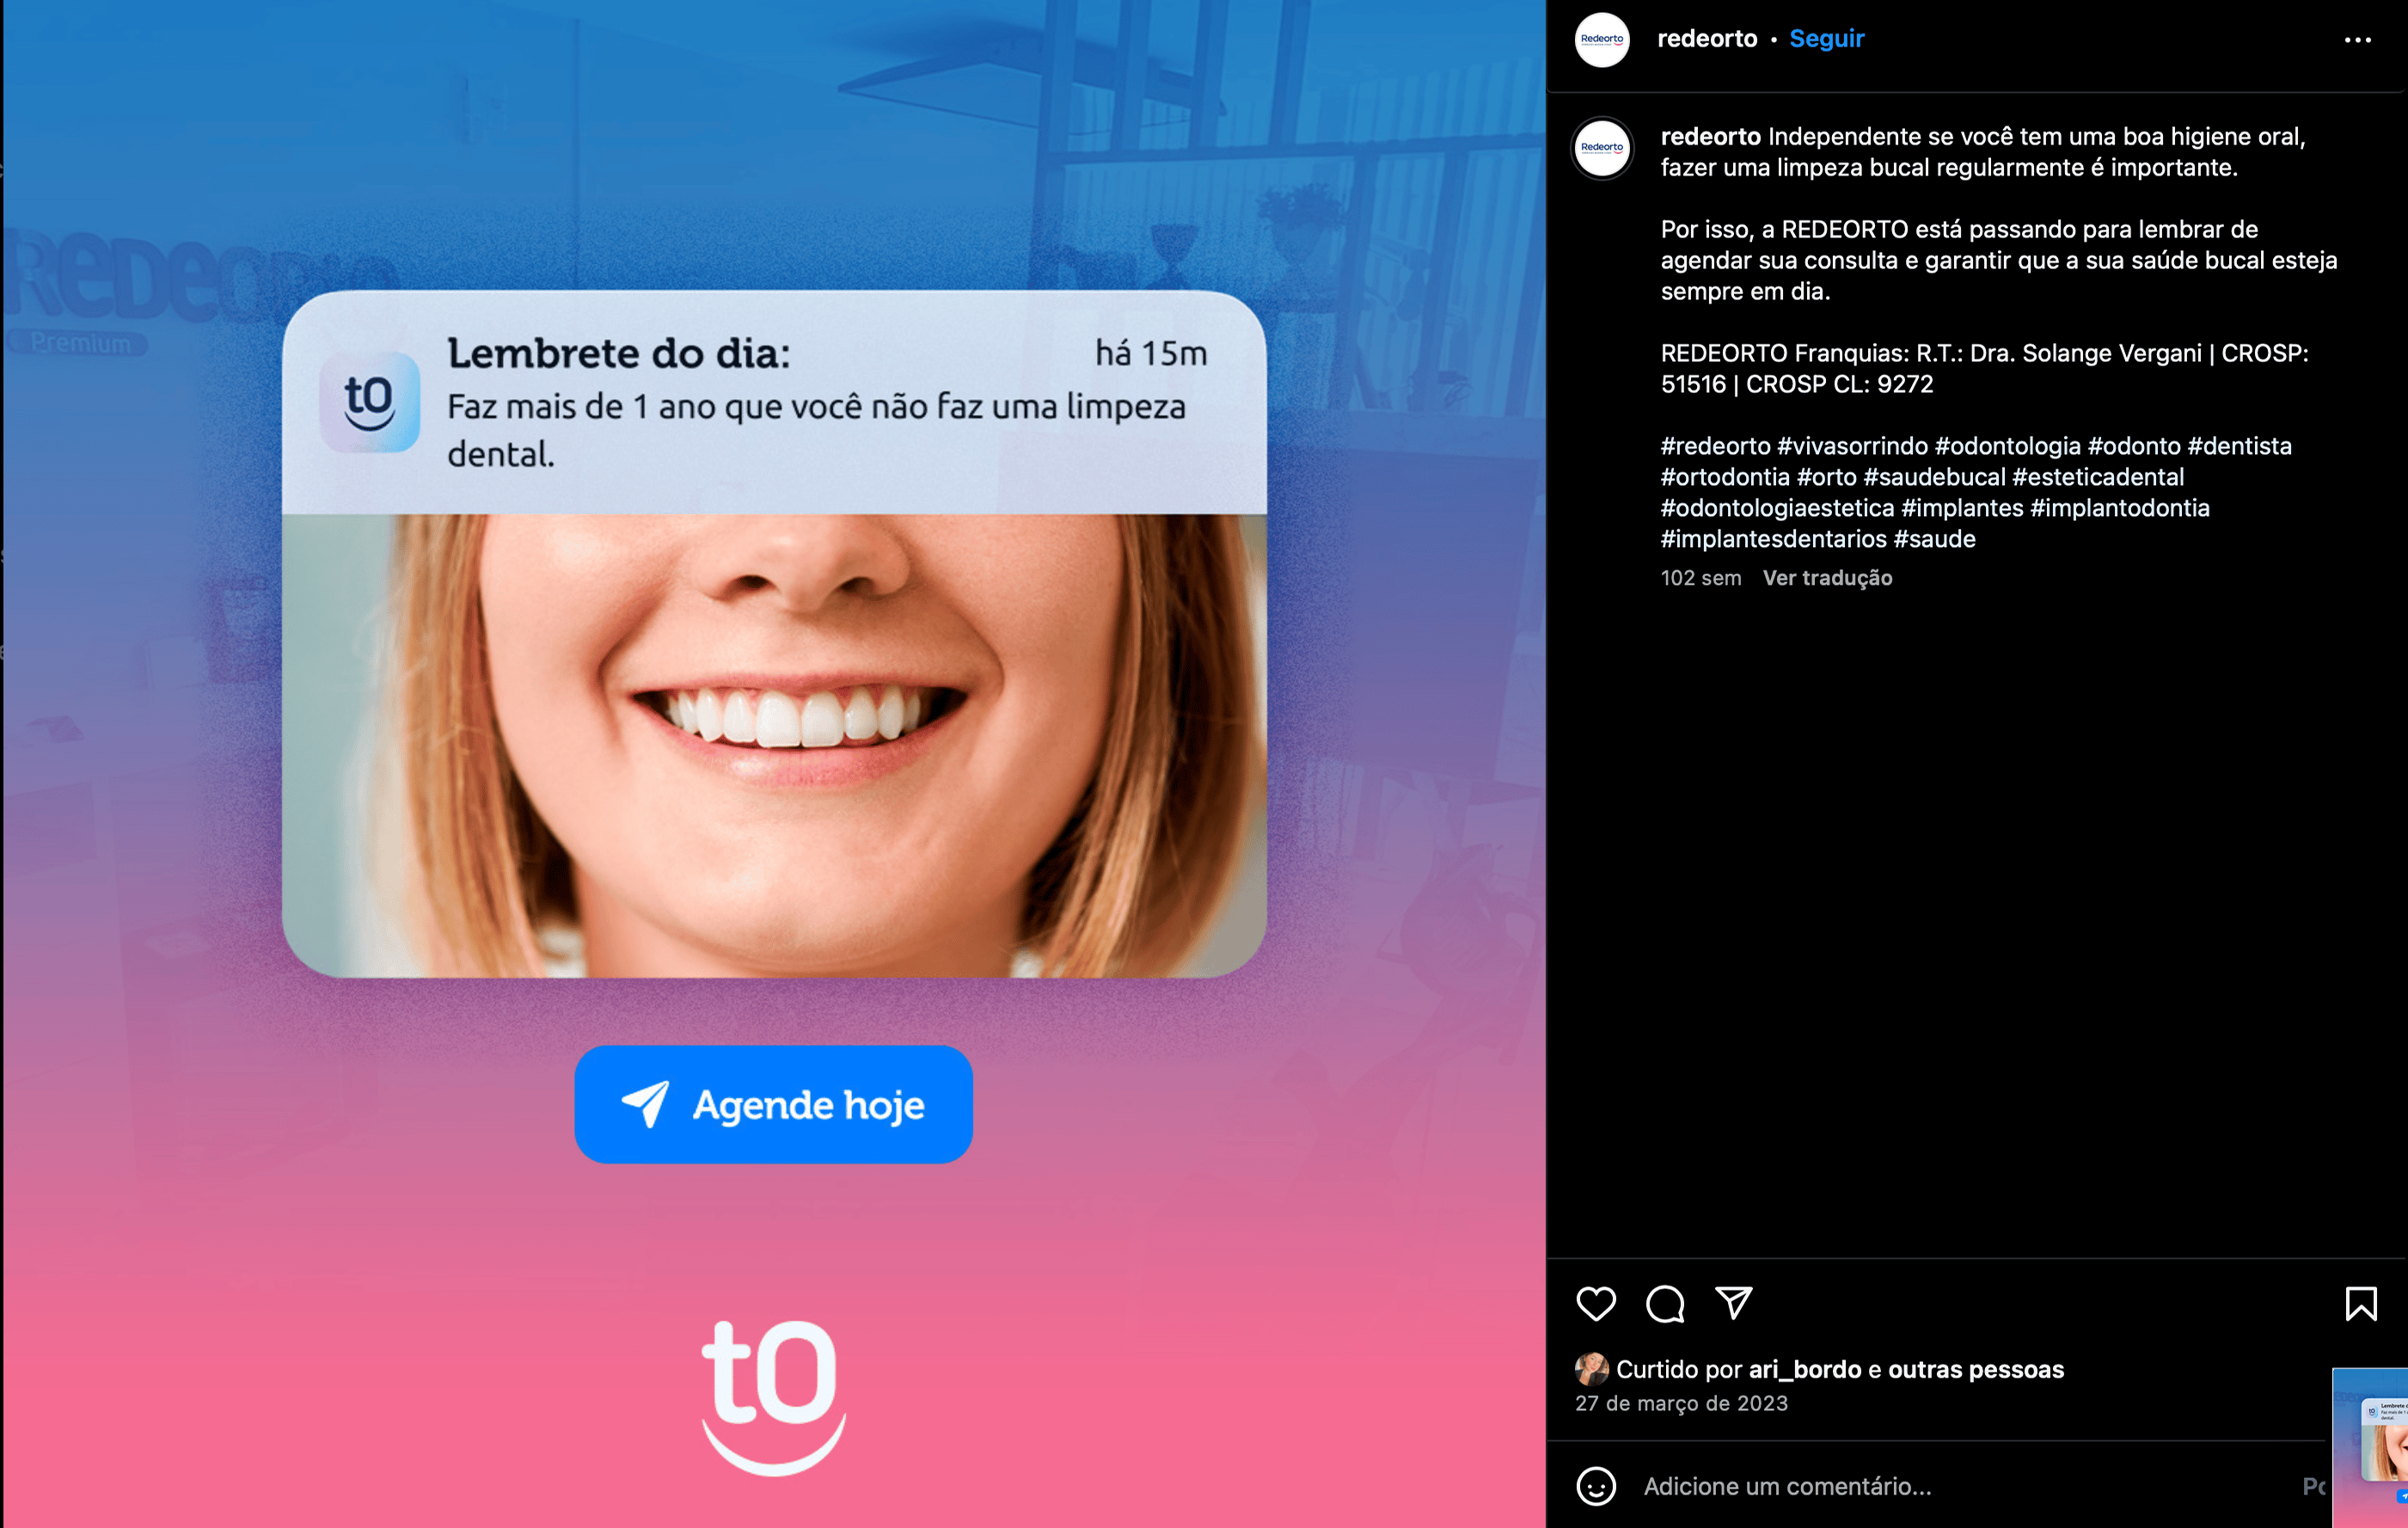 Redeorto
Premium
Lembrete do dia:
há 15m
tO
Faz mais de 1 ano que você não faz uma limpeza
dental.
Agende hoje
tO
Redeorto
redeorto • Seguir
Redeorto
redeorto Independente se você tem uma boa higiene oral,
fazer uma limpeza bucal regularmente é importante.
Por isso, a REDEORTO está passando para lembrar de
agendar sua consulta e garantir que a sua saúde bucal esteja
sempre em dia.
REDEORTO Franquias: R.T.: Dra. Solange Vergani | CROSP:
51516 | CROSP CL: 9272
#redeorto #vivasorrindo #odontologia #odonto #dentista
#ortodontia #orto #saudebucal #esteticadental
#odontologiaestetica #implantes #implantodontia
#implantesdentarios #saude
102 sem Ver tradução
Curtido por ari_bordo e outras pessoas
27 de março de 2023
Adicione um comentário...